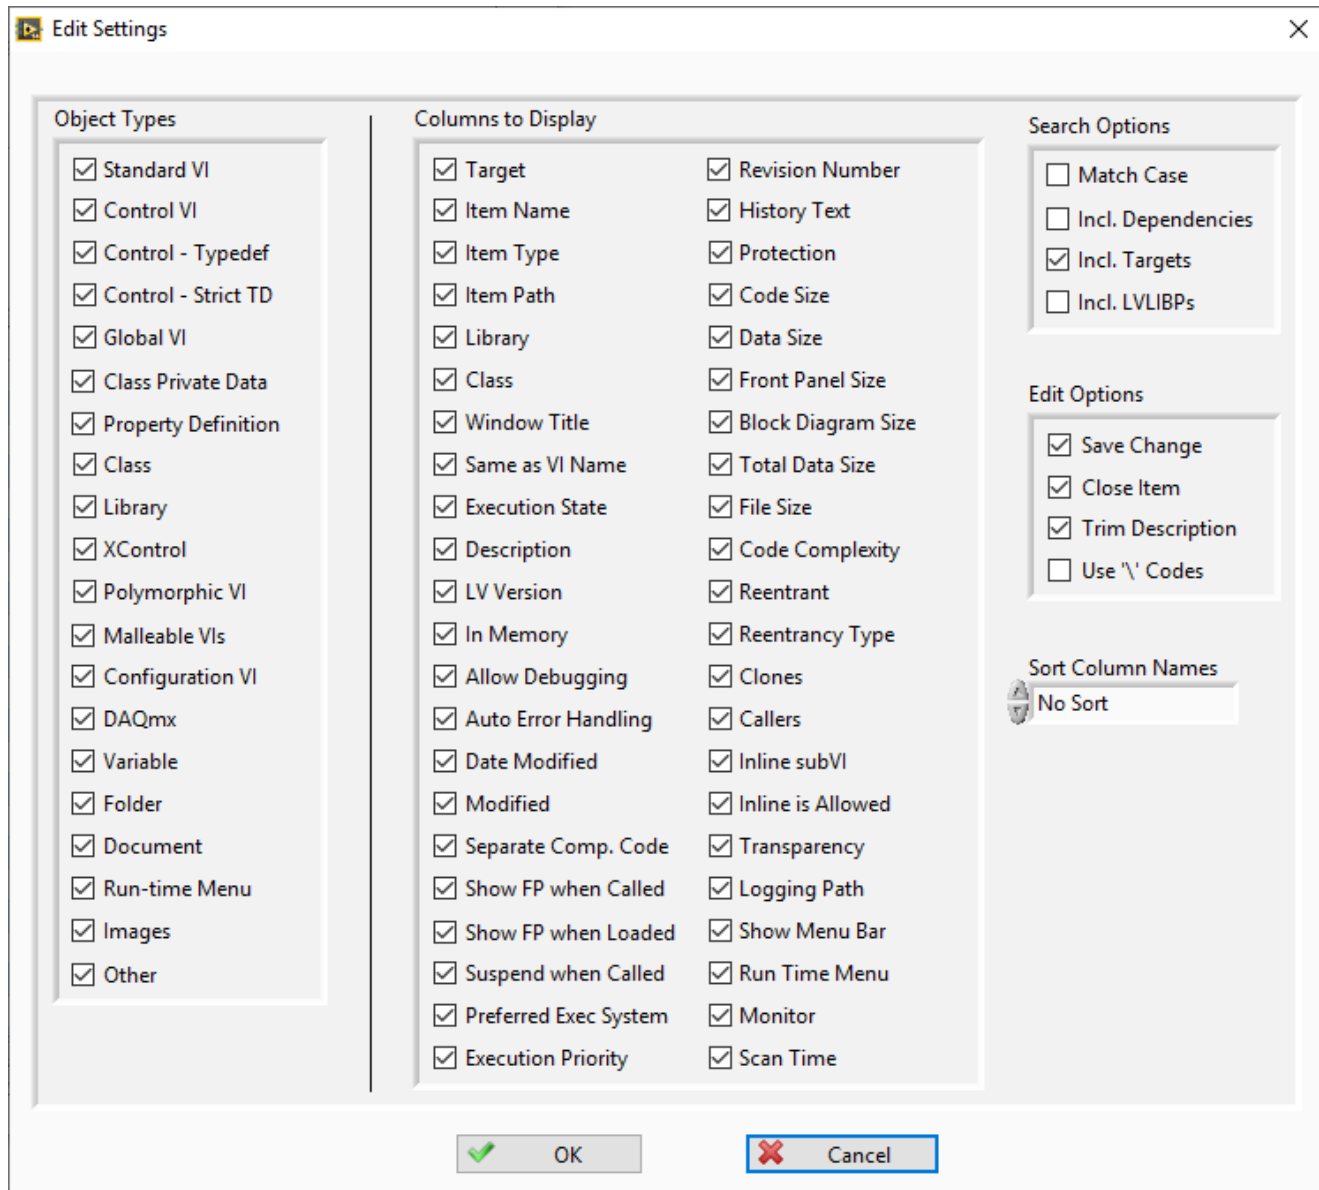 Edit Settings
Object Types
Standard VI
Control VI
Control - Typedef
Control - Strict TD
Global VI
Class Private Data
Property Definition
Class
Library
XControl
Polymorphic VI
Malleable VIs
Configuration VI
DAQmx
Variable
Folder
Document
Run-time Menu
Images
Other
Columns to Display
Target
Item Name
Item Type
Item Path
Library
Class
Window Title
Same as VI Name
Execution State
Description
LV Version
In Memory
Allow Debugging
Auto Error Handling
Date Modified
Modified
Separate Comp. Code
Show FP when Called
Show FP when Loaded
Suspend when Called
Preferred Exec System
Execution Priority
Revision Number
History Text
Protection
Code Size
Data Size
Front Panel Size
Block Diagram Size
Total Data Size
File Size
Code Complexity
Reentrant
Reentrancy Type
Clones
Callers
Inline subVI
Inline is Allowed
Transparency
Logging Path
Show Menu Bar
Run Time Menu
Monitor
Scan Time
Search Options
Match Case
Incl. Dependencies
Incl. Targets
Incl. LVLIBPs
Edit Options
Save Change
Close Item
Trim Description
Use '\' Codes
Sort Column Names
No Sort
OK
Cancel